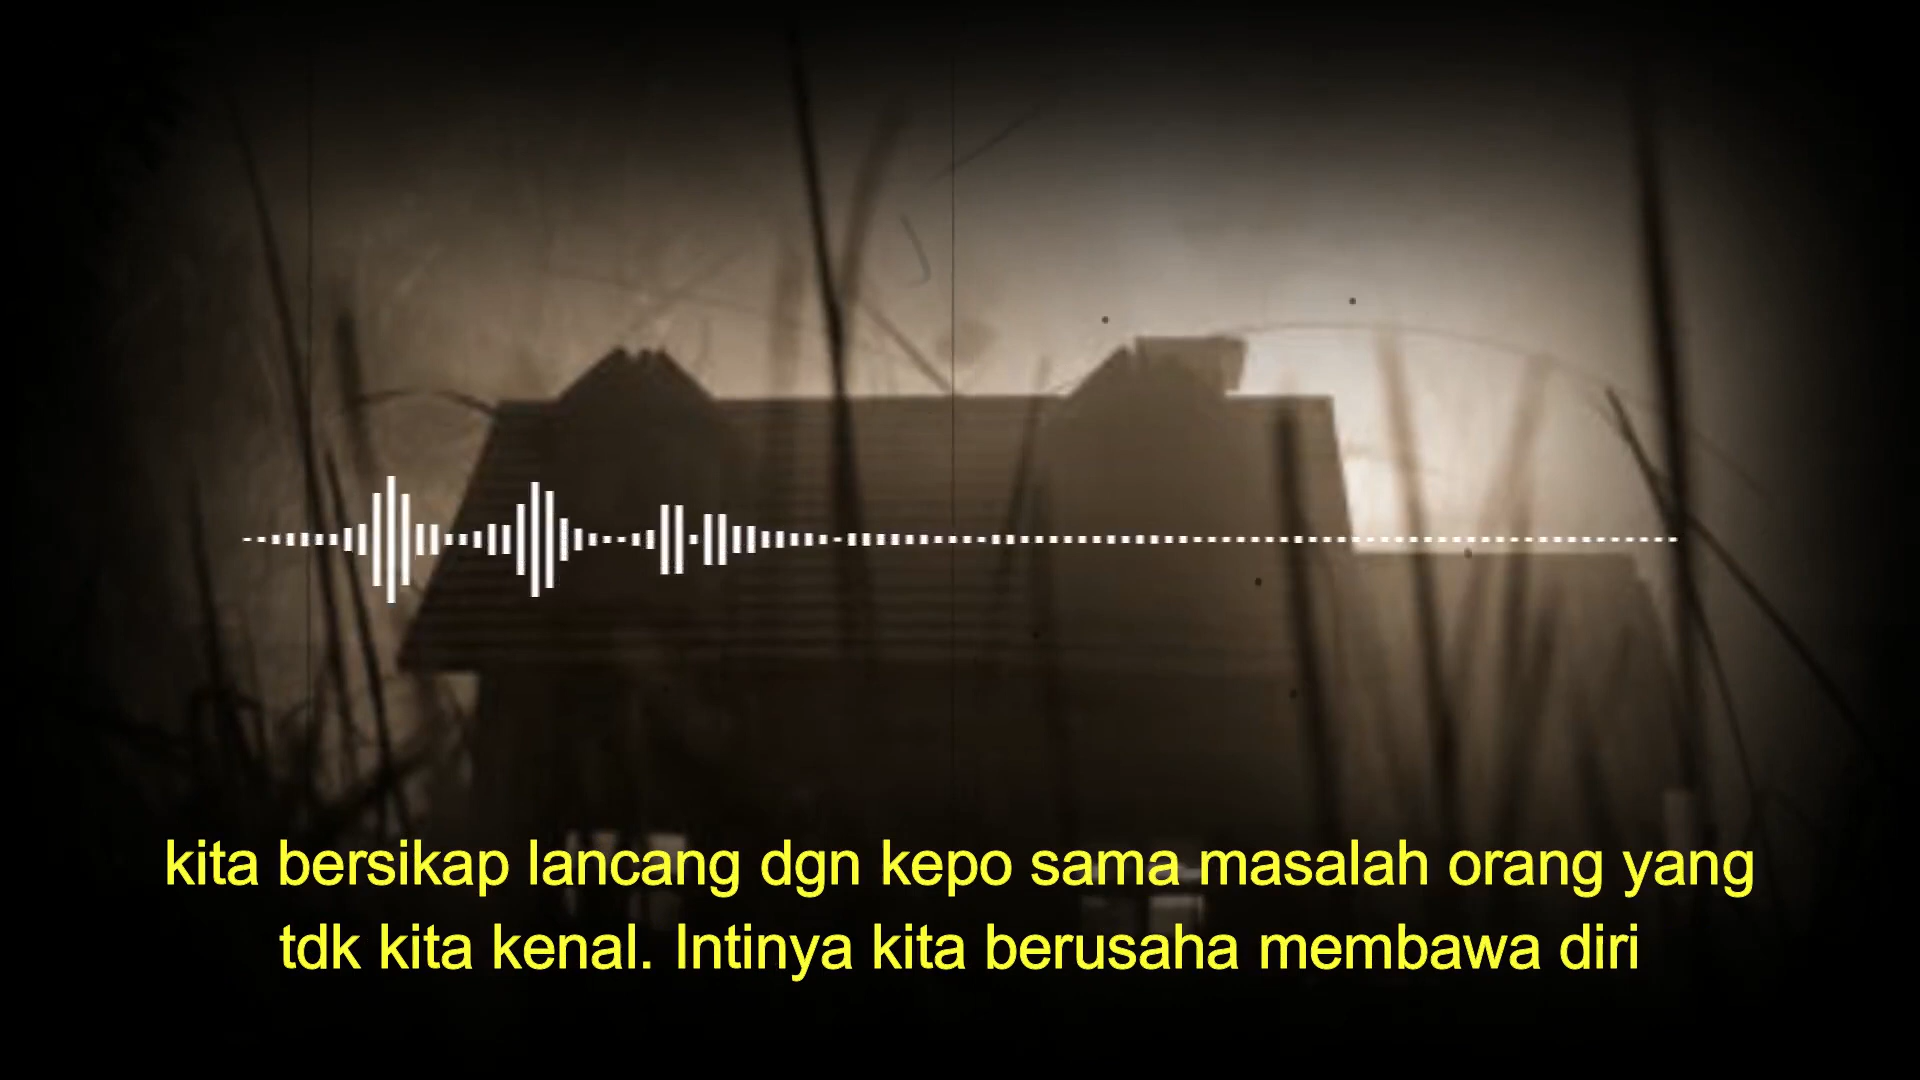 kita bersikap lancang dgn kepo sama masalah orang yang
tdk kita kenal. Intinya kita berusaha membawa diri